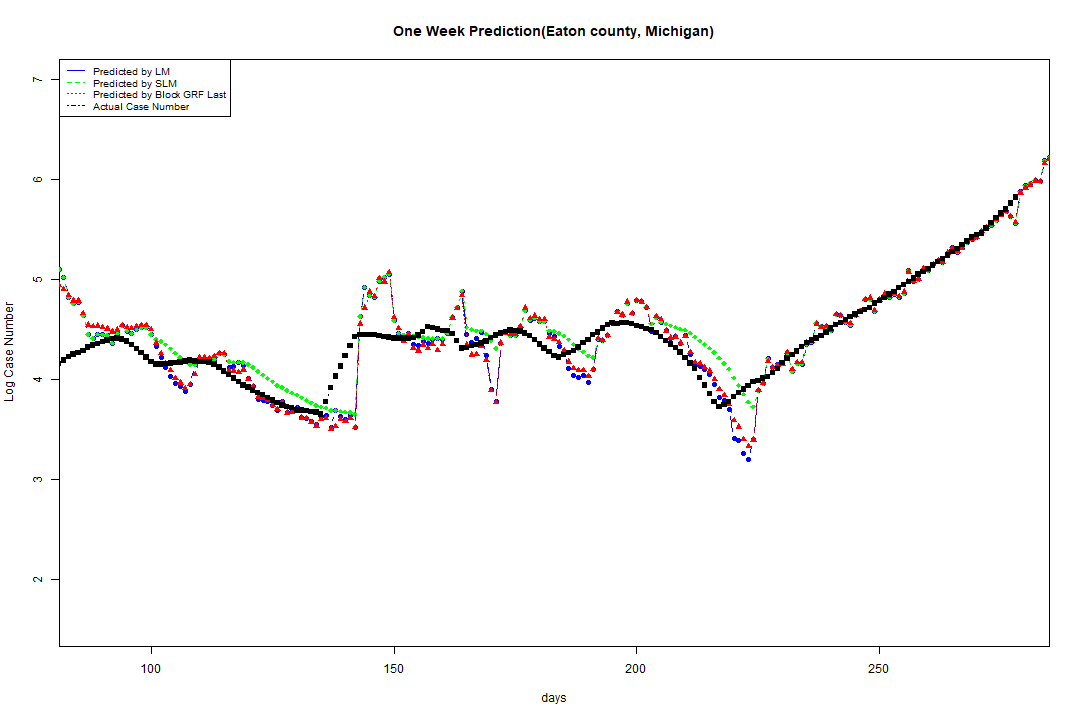 One Week Prediction(Eaton county, Michigan)
Predicted by LM
Predicted by SLM
Predicted by Block GRF Last
Actual Case Number
7
6
5
4
3
2
Log Case Number
100
150
200
250
days